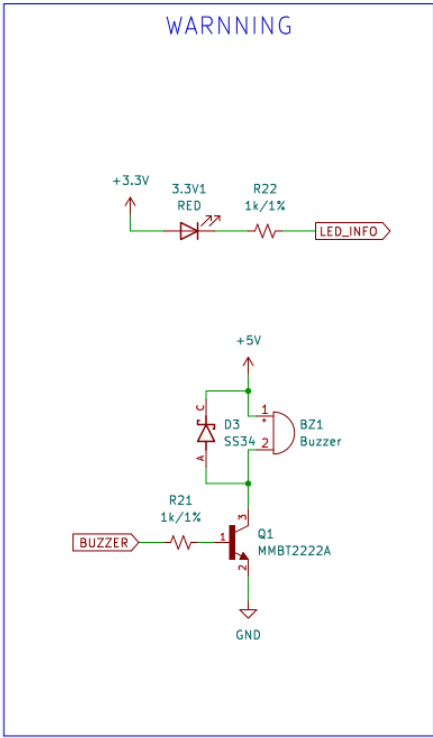 WARNNING
+3.3V
3.3V1
RED
R22
1k/1%
LED_INFO
+5V
C
D3
SS34
A
1
+
2
BZ1
Buzzer
R21
1k/1%
BUZZER
1
3
2
Q1
MMBT2222A
GND